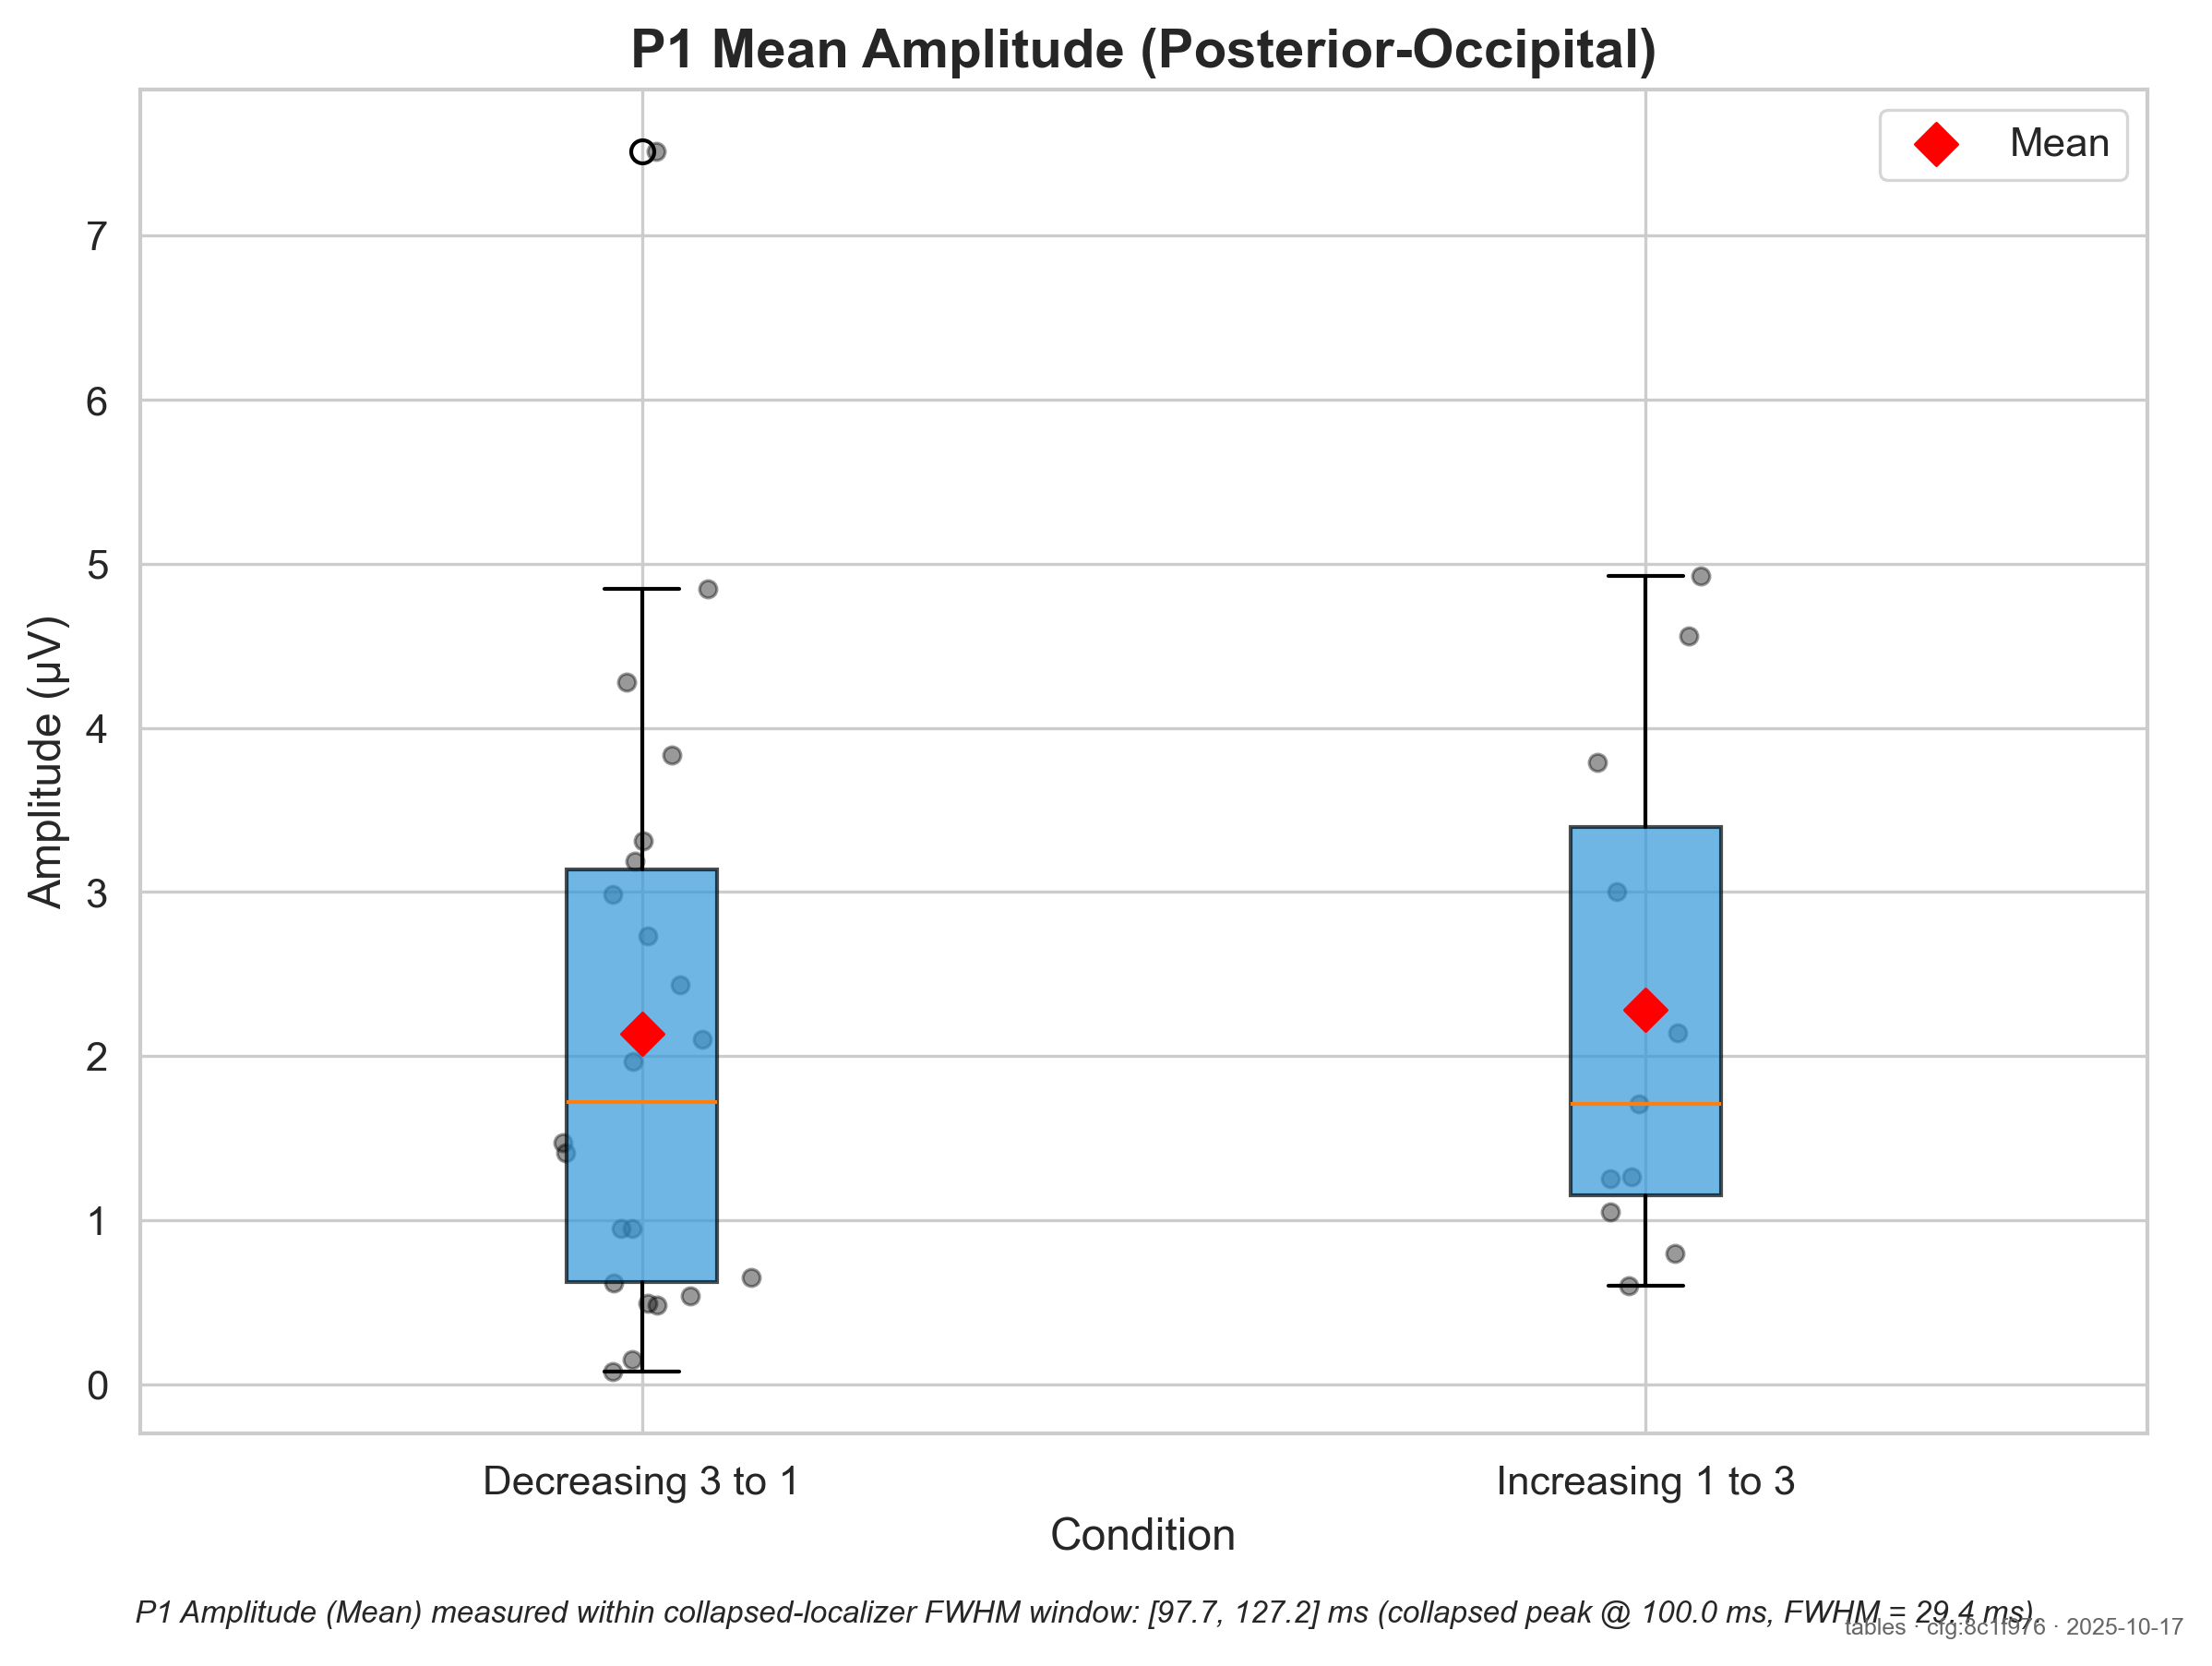 P1 Mean Amplitude (Posterior-Occipital)
Mean
7
6
5
4
3
2
1
0
Amplitude (µV)
Decreasing 3 to 1
Increasing 1 to 3
Condition
P1 Amplitude (Mean) measured within collapsed-localizer FWHM window: [97.7, 127.2] ms (collapsed peak @ 100.0 ms, FWHM = 29.4 ms).
tables · cfg:8c1f976 · 2025-10-17